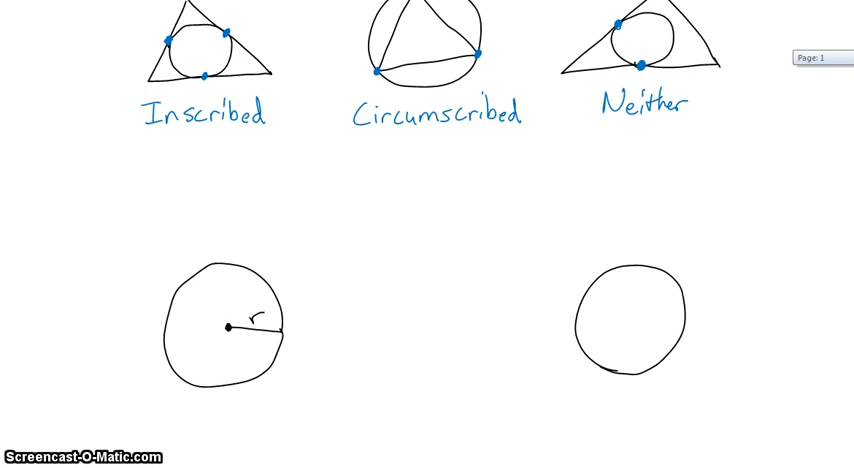 Page: 1
Inscribed
Circumscribed
Neither
r
Screencast-O-Matic.com